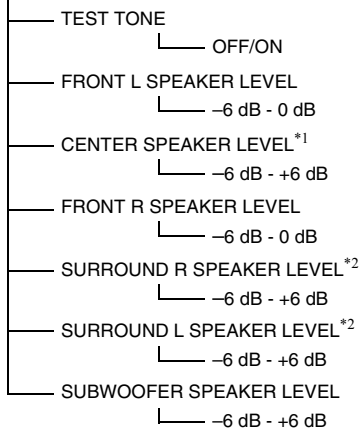 TEST TONE
OFF/ON
FRONT L SPEAKER LEVEL
–6 dB - 0 dB
CENTER SPEAKER LEVEL*1
–6 dB - +6 dB
FRONT R SPEAKER LEVEL
–6 dB - 0 dB
SURROUND R SPEAKER LEVEL*2
–6 dB - +6 dB
SURROUND L SPEAKER LEVEL*2
–6 dB - +6 dB
SUBWOOFER SPEAKER LEVEL
–6 dB - +6 dB